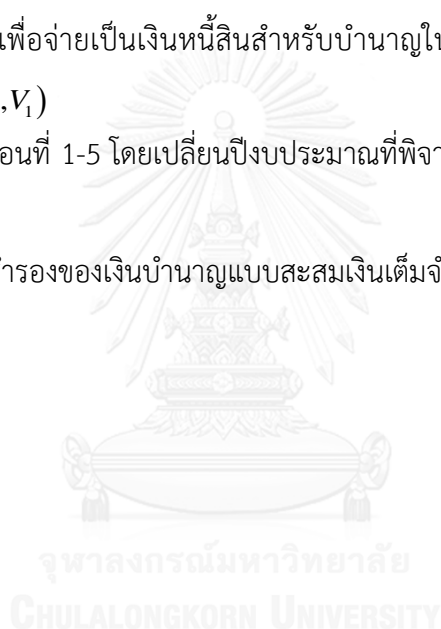 เพื่อจ่ายเป็นเงินหนี้สินสำหรับบำนาญใน
,V₁)
อนที่ 1-5 โดยเปลี่ยนปีงบประมาณที่พิจา
ำรองของเงินบำนาญแบบสะสมเงินเต็มจำ
จุฬาลงกรณ์มหาวิทยาลัย
CHULALONGKORN UNIVERSITY